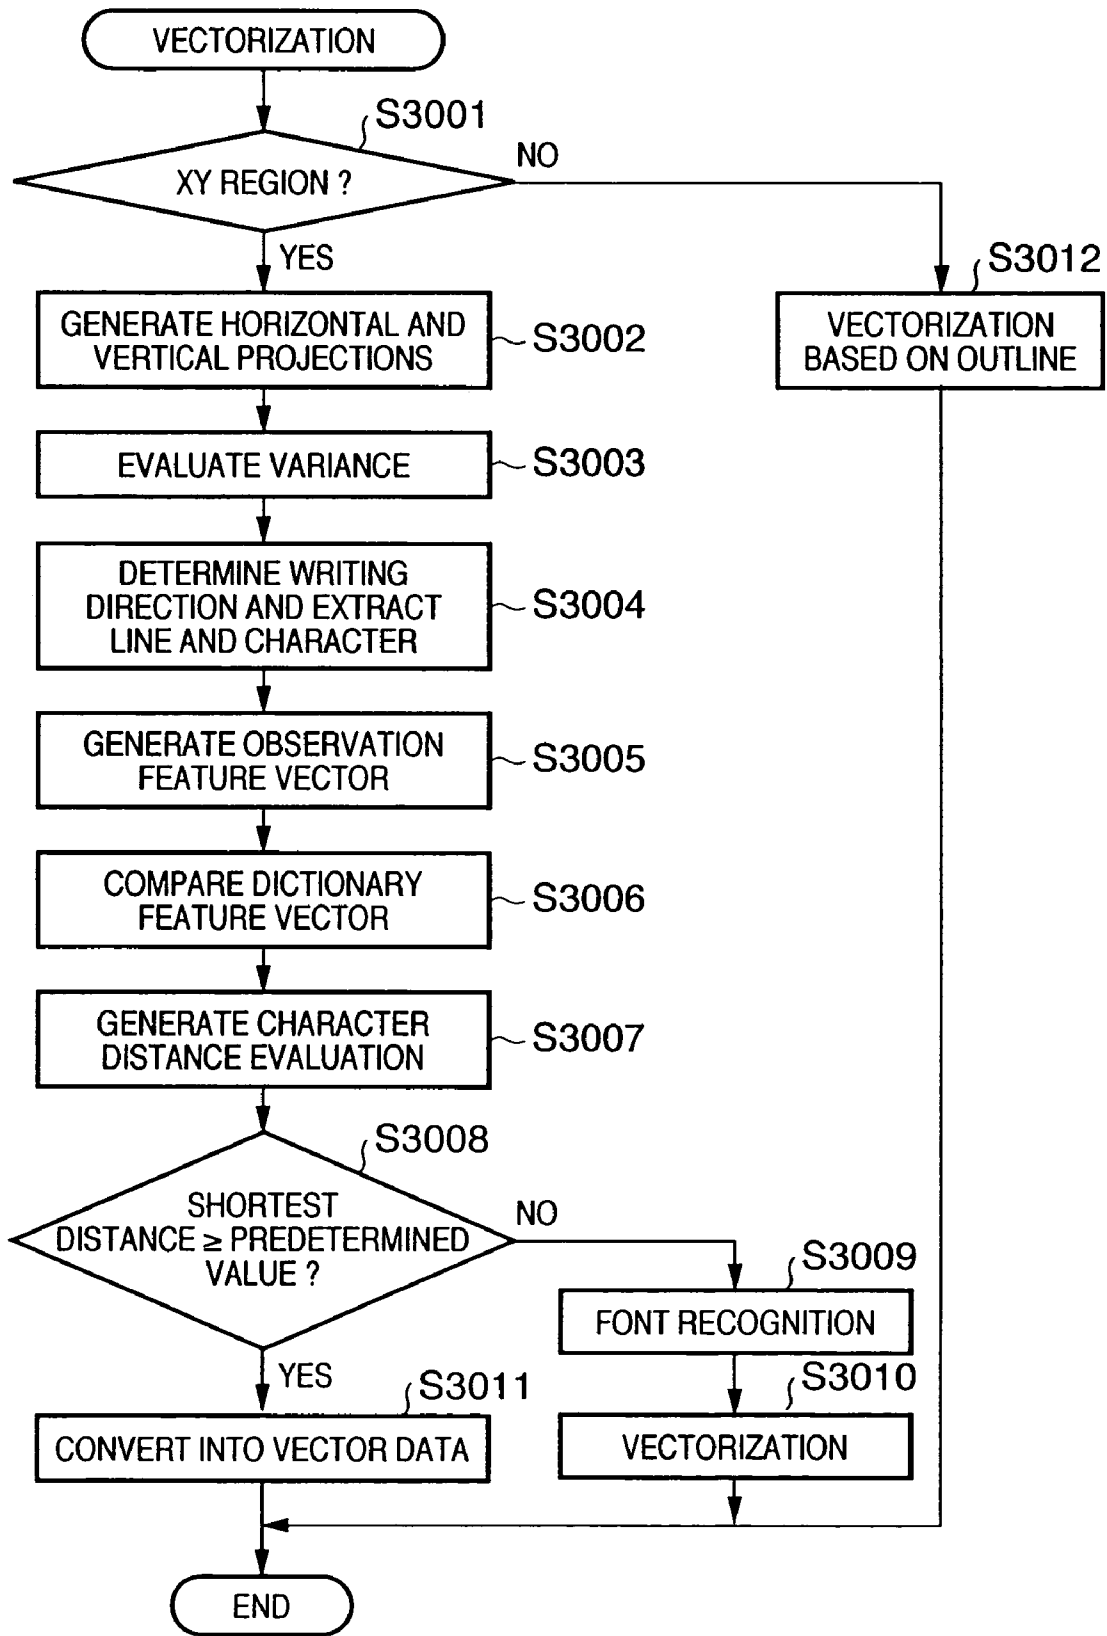 VECTORIZATION
S3001
XY REGION ?
NO
YES
S3012
GENERATE HORIZONTAL AND
VERTICAL PROJECTIONS
S3002
VECTORIZATION
BASED ON OUTLINE
EVALUATE VARIANCE
S3003
DETERMINE WRITING
DIRECTION AND EXTRACT
LINE AND CHARACTER
S3004
GENERATE OBSERVATION
FEATURE VECTOR
S3005
COMPARE DICTIONARY
FEATURE VECTOR
S3006
GENERATE CHARACTER
DISTANCE EVALUATION
S3007
S3008
SHORTEST
DISTANCE ≥ PREDETERMINED
VALUE ?
NO
S3009
FONT RECOGNITION
YES
S3011
S3010
CONVERT INTO VECTOR DATA
VECTORIZATION
END